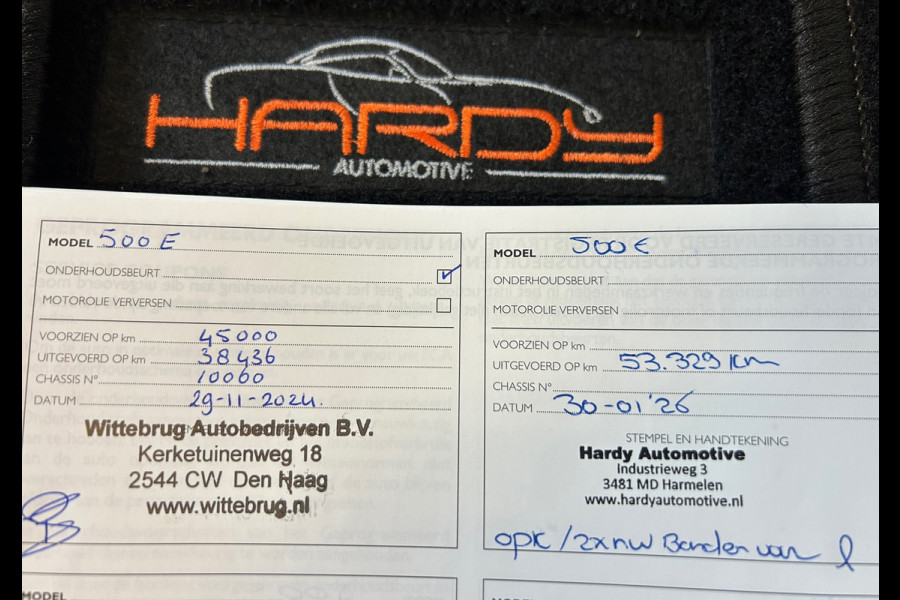 HARDY
AUTOMOTIVE
MODEL 500 E
ONDERHOUDSBEURT
MOTOROLIE VERVERSEN
VOORZIEN OP km 45000
UITGEVOERD OP km 38436
CHASSIS N°. 10060
DATUM 29-11-2024.
Wittebrug Autobedrijven B.V.
Kerketuinenweg 18
2544 CW Den Haag
www.wittebrug.nl
MODEL 500 E
ONDERHOUDSBEURT
MOTOROLIE VERVERSEN
VOORZIEN OP km
UITGEVOERD OP km 53.329 Km
CHASSIS N°
DATUM 30-01'26
STEMPEL EN HANDTEKENING
Hardy Automotive
Industrieweg 3
3481 MD Harmelen
www.hardyautomotive.nl
opk / 2x nw Banden van
MODEL